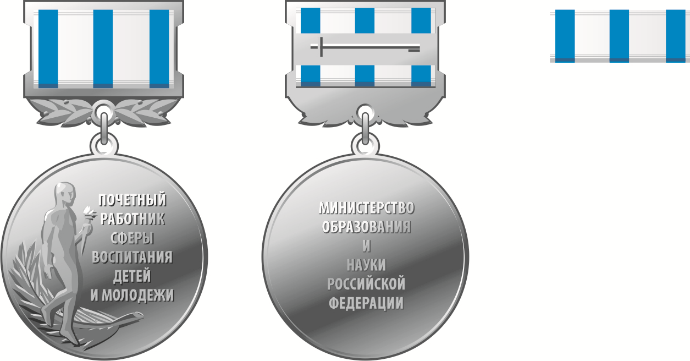 ПОЧЕТНЫЙ
РАБОТНИК
СФЕРЫ
ВОСПИТАНИЯ
ДЕТЕЙ
И МОЛОДЕЖИ
МИНИСТЕРСТВО
ОБРАЗОВАНИЯ
И
НАУКИ
РОССИЙСКОЙ
ФЕДЕРАЦИИ